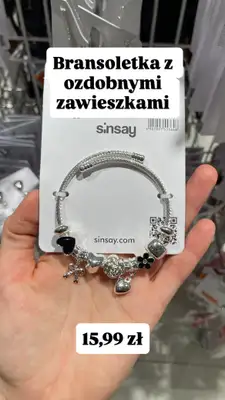 Bransoletka z
ozdobnymi
zawieszkami
sinsay
sinsay.com
15,99 zł